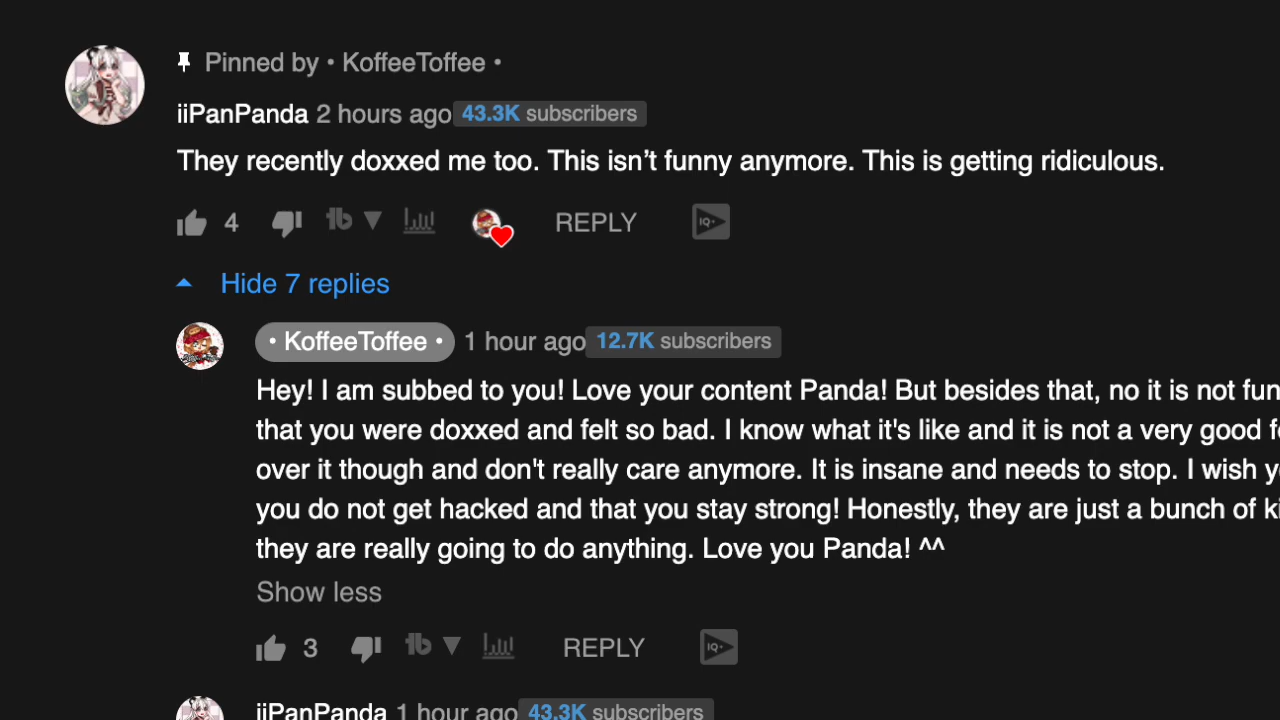 Pinned by • KoffeeToffee •
iiPanPanda 2 hours ago 43.3K subscribers
They recently doxxed me too. This isn’t funny anymore. This is getting ridiculous.
4 REPLY IQ
Hide 7 replies
• KoffeeToffee • 1 hour ago 12.7K subscribers
Hey! I am subbed to you! Love your content Panda! But besides that, no it is not fun
that you were doxxed and felt so bad. I know what it's like and it is not a very good
over it though and don't really care anymore. It is insane and needs to stop. I wish
you do not get hacked and that you stay strong! Honestly, they are just a bunch of
they are really going to do anything. Love you Panda! ^^
Show less
3 REPLY IQ
iiPanPanda 1 hour ago 43.3K subscribers